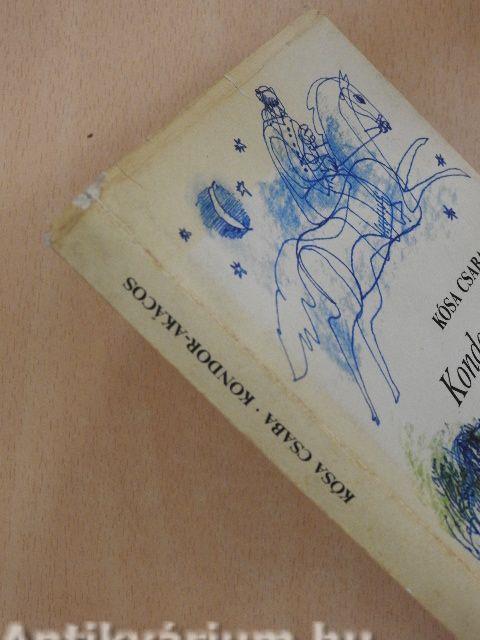 KÓSA CSABA
Kondo
KÓSA CSABA · KONDOR-AKÁCOS
Antikvárium.hu